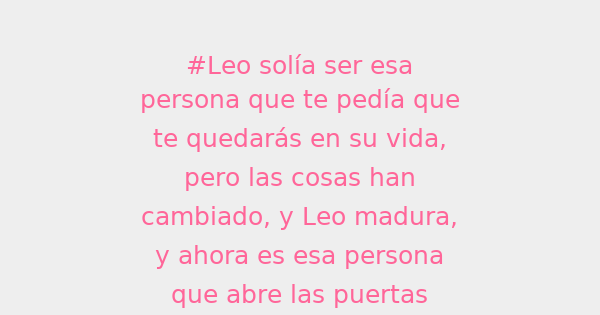 #Leo solía ser esa
persona que te pedía que
te quedarás en su vida,
pero las cosas han
cambiado, y Leo madura,
y ahora es esa persona
que abre las puertas